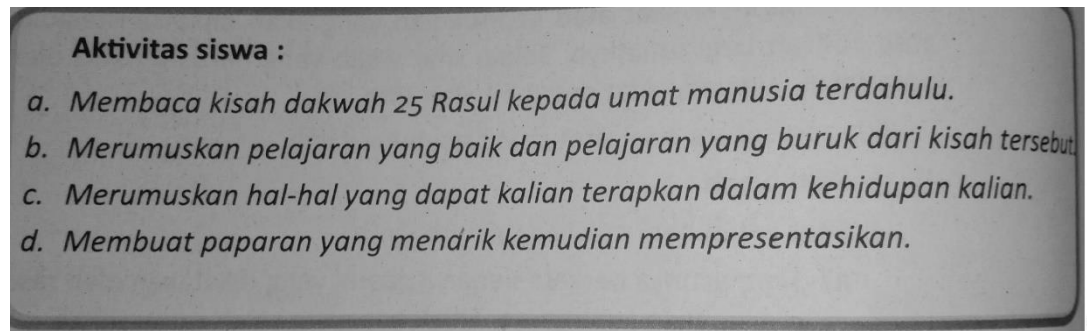 Aktivitas siswa :
a. Membaca kisah dakwah 25 Rasul kepada umat manusia terdahulu.
b. Merumuskan pelajaran yang baik dan pelajaran yang buruk dari kisah tersebut.
c. Merumuskan hal-hal yang dapat kalian terapkan dalam kehidupan kalian.
d. Membuat paparan yang menarik kemudian mempresentasikan.